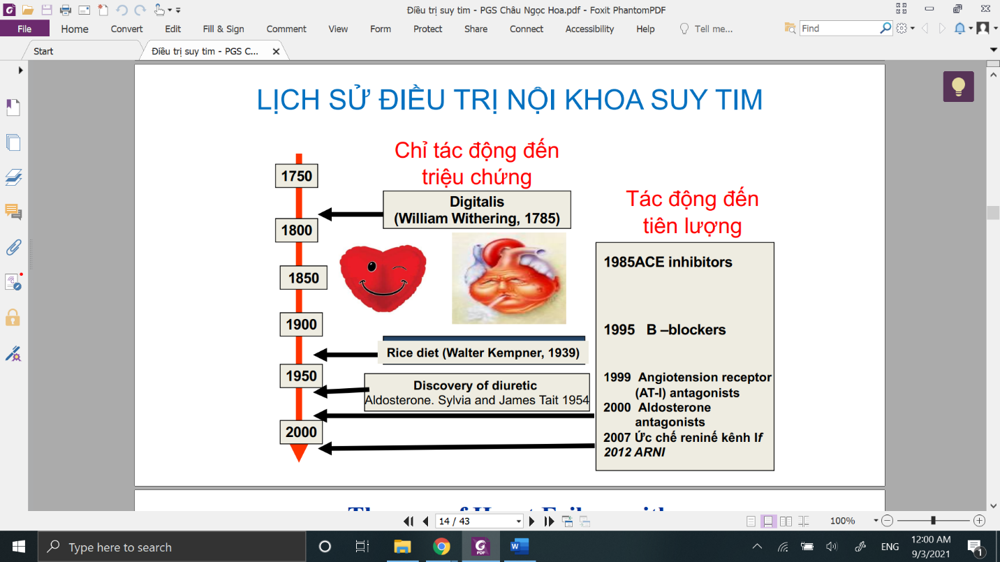 Điều trị suy tim - PGS Châu Ngọc Hoa.pdf - Foxit PhantomPDF
File Home Convert Edit Fill & Sign Comment View Form Protect Share Connect Accessibility Help Tell me... Find
Start Điều trị suy tim - PGS C...
LỊCH SỬ ĐIỀU TRỊ NỘI KHOA SUY TIM
Chỉ tác động đến
triệu chứng
1750
Digitalis
(William Withering, 1785)
1800
1850
1900
Rice diet (Walter Kempner, 1939)
1950
Discovery of diuretic
Aldosterone. Sylvia and James Tait 1954
2000
Tác động đến
tiên lượng
1985ACE inhibitors
1995 B –blockers
1999 Angiotension receptor
(AT-I) antagonists
2000 Aldosterone
antagonists
2007 Ức chế reninế kênh If
2012 ARNI
14 / 43
100%
Type here to search
PDF
W
ENG
12:00 AM
9/3/2021
1